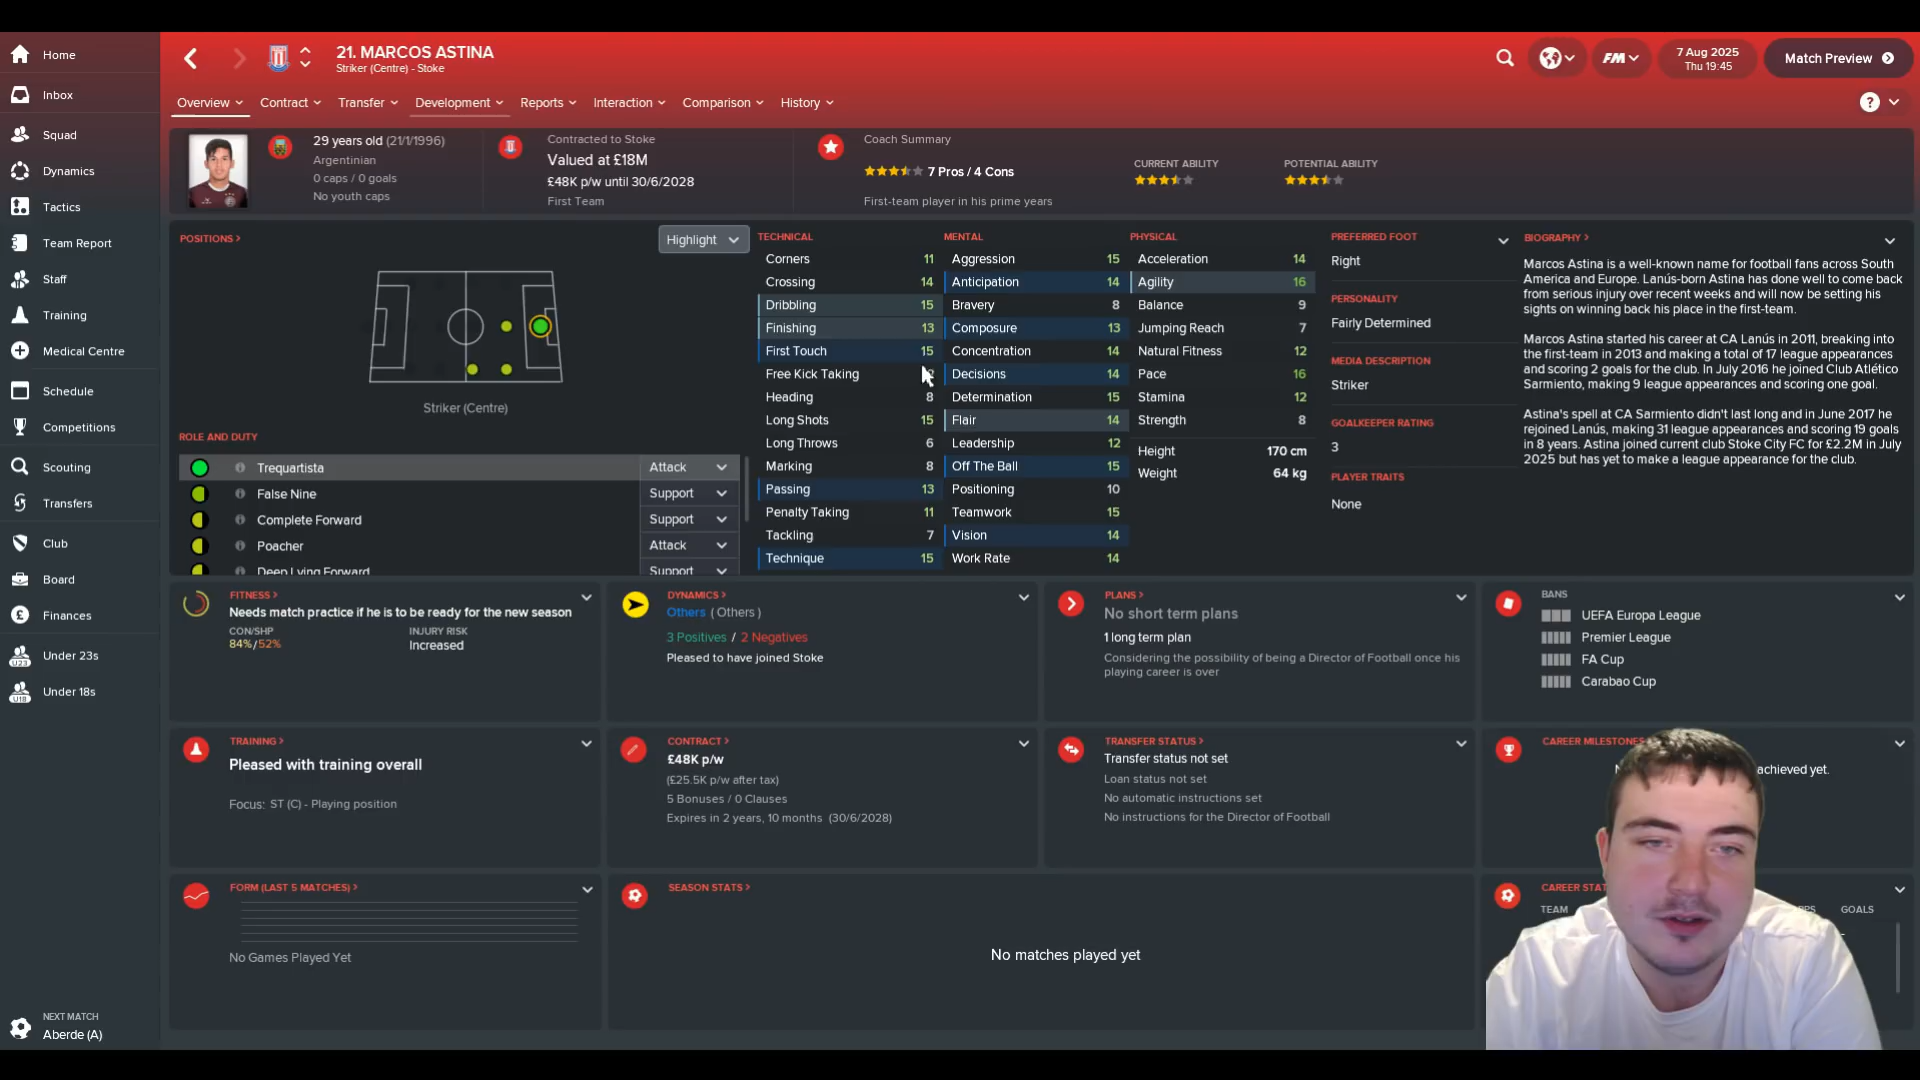 Home
Inbox
Squad
Dynamics
Tactics
Team Report
Staff
Training
Medical Centre
Schedule
Competitions
Scouting
Transfers
Club
Board
Finances
Under 23s
Under 18s
NEXT MATCH
Aberde (A)
21. MARCOS ASTINA
Striker (Centre) - Stoke
FM
7 Aug 2025
Thu 19:45
Match Preview
Overview
Contract
Transfer
Development
Reports
Interaction
Comparison
History
?
29 years old (21/1/1996)
Argentinian
0 caps / 0 goals
No youth caps
Contracted to Stoke
Valued at £18M
£48K p/w until 30/6/2028
First Team
Coach Summary
7 Pros / 4 Cons
First-team player in his prime years
CURRENT ABILITY
POTENTIAL ABILITY
POSITIONS >
Highlight
Striker (Centre)
ROLE AND DUTY
Trequartista Attack
False Nine Support
Complete Forward Support
Poacher Attack
Deep Lying Forward Support
TECHNICAL
Corners 11
Crossing 14
Dribbling 15
Finishing 13
First Touch 15
Free Kick Taking
Heading 8
Long Shots 15
Long Throws 6
Marking 8
Passing 13
Penalty Taking 11
Tackling 7
Technique 15
MENTAL
Aggression 15
Anticipation 14
Bravery 8
Composure 13
Concentration 14
Decisions 14
Determination 15
Flair 14
Leadership 12
Off The Ball 15
Positioning 10
Teamwork 15
Vision 14
Work Rate 14
PHYSICAL
Acceleration 14
Agility 16
Balance 9
Jumping Reach 7
Natural Fitness 12
Pace 16
Stamina 12
Strength 8
Height 170 cm
Weight 64 kg
PREFERRED FOOT
Right
PERSONALITY
Fairly Determined
MEDIA DESCRIPTION
Striker
GOALKEEPER RATING
3
PLAYER TRAITS
None
BIOGRAPHY >
Marcos Astina is a well-known name for football fans across South
America and Europe. Lanús-born Astina has done well to come back
from serious injury over recent weeks and will now be setting his
sights on winning back his place in the first-team.
Marcos Astina started his career at CA Lanús in 2011, breaking into
the first-team in 2013 and making a total of 17 league appearances
and scoring 2 goals for the club. In July 2016 he joined Club Atlético
Sarmiento, making 9 league appearances and scoring one goal.
Astina's spell at CA Sarmiento didn't last long and in June 2017 he
rejoined Lanús, making 31 league appearances and scoring 19 goals
in 8 years. Astina joined current club Stoke City FC for £2.2M in July
2025 but has yet to make a league appearance for the club.
FITNESS >
Needs match practice if he is to be ready for the new season
CON/SHP
84%/52%
INJURY RISK
Increased
DYNAMICS >
Others ( Others )
3 Positives / 2 Negatives
Pleased to have joined Stoke
PLANS >
No short term plans
1 long term plan
Considering the possibility of being a Director of Football once his
playing career is over
BANS
UEFA Europa League
Premier League
FA Cup
Carabao Cup
TRAINING >
Pleased with training overall
Focus: ST (C) - Playing position
CONTRACT >
£48K p/w
(£25.5K p/w after tax)
5 Bonuses / 0 Clauses
Expires in 2 years, 10 months (30/6/2028)
TRANSFER STATUS >
Transfer status not set
Loan status not set
No automatic instructions set
No instructions for the Director of Football
CAREER MILESTONES
achieved yet.
FORM (LAST 5 MATCHES) >
No Games Played Yet
SEASON STATS >
No matches played yet
CAREER STAT
TEAM GOALS